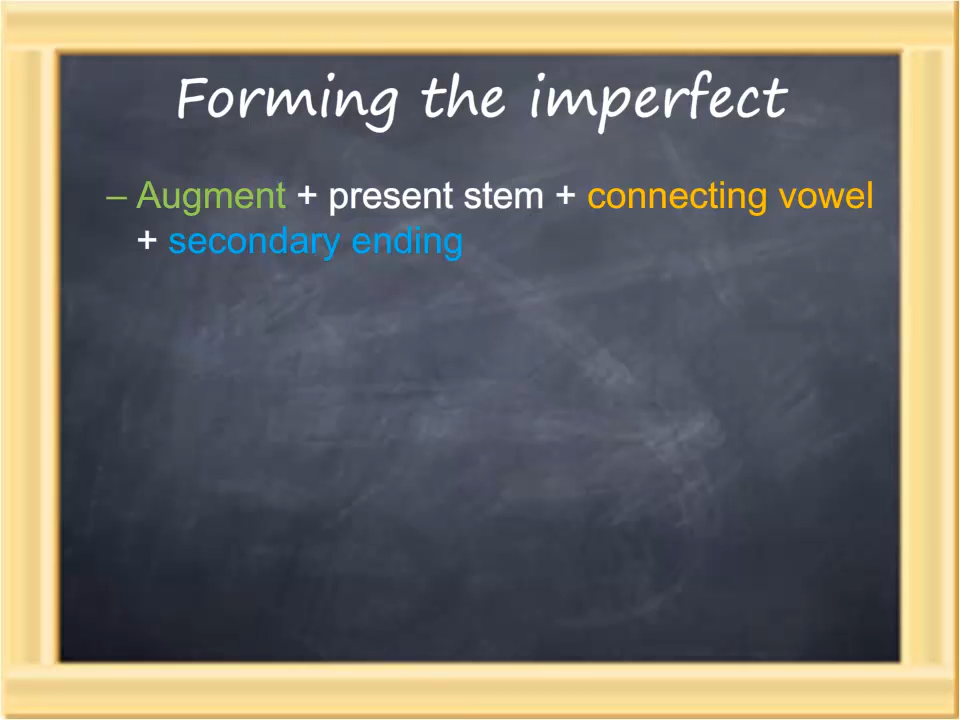 Forming the imperfect
– Augment + present stem + connecting vowel
+ secondary ending